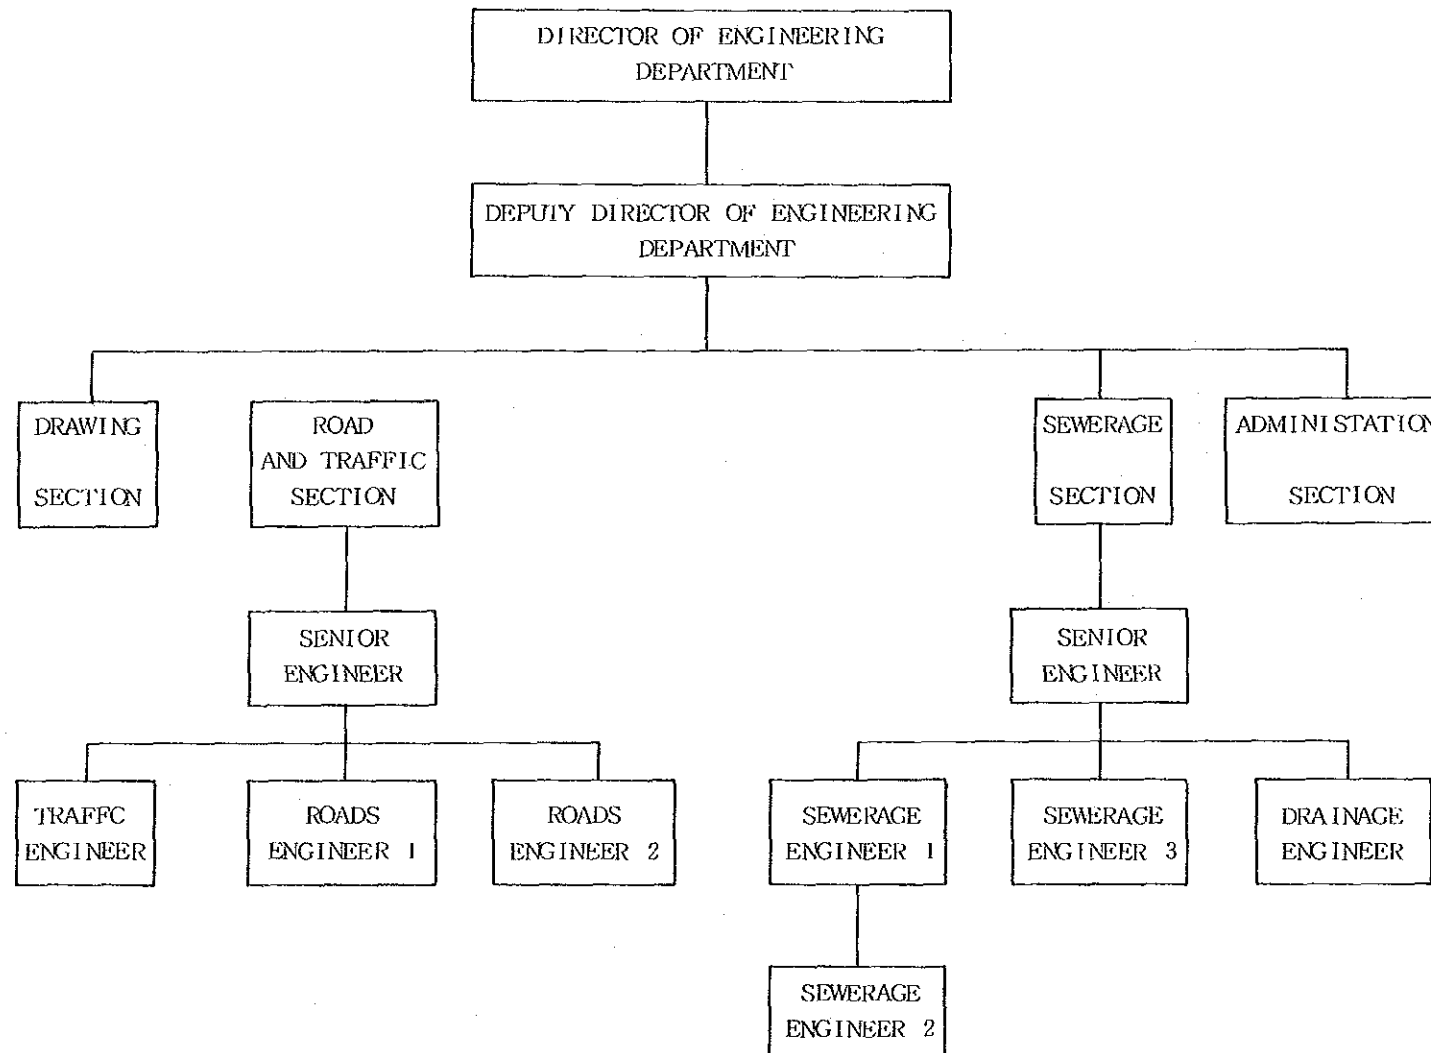 DIRECTOR OF ENGINEERING
DEPARTMENT
DEPUTY DIRECTOR OF ENGINEERING
DEPARTMENT
DRAWING
SECTION
ROAD
AND TRAFFIC
SECTION
SEWERAGE
SECTION
ADMINISTATION
SECTION
SENIOR
ENGINEER
SENIOR
ENGINEER
TRAFFC
ENGINEER
ROADS
ENGINEER 1
ROADS
ENGINEER 2
SEWERAGE
ENGINEER 1
SEWERAGE
ENGINEER 3
DRAINAGE
ENGINEER
SEWERAGE
ENGINEER 2